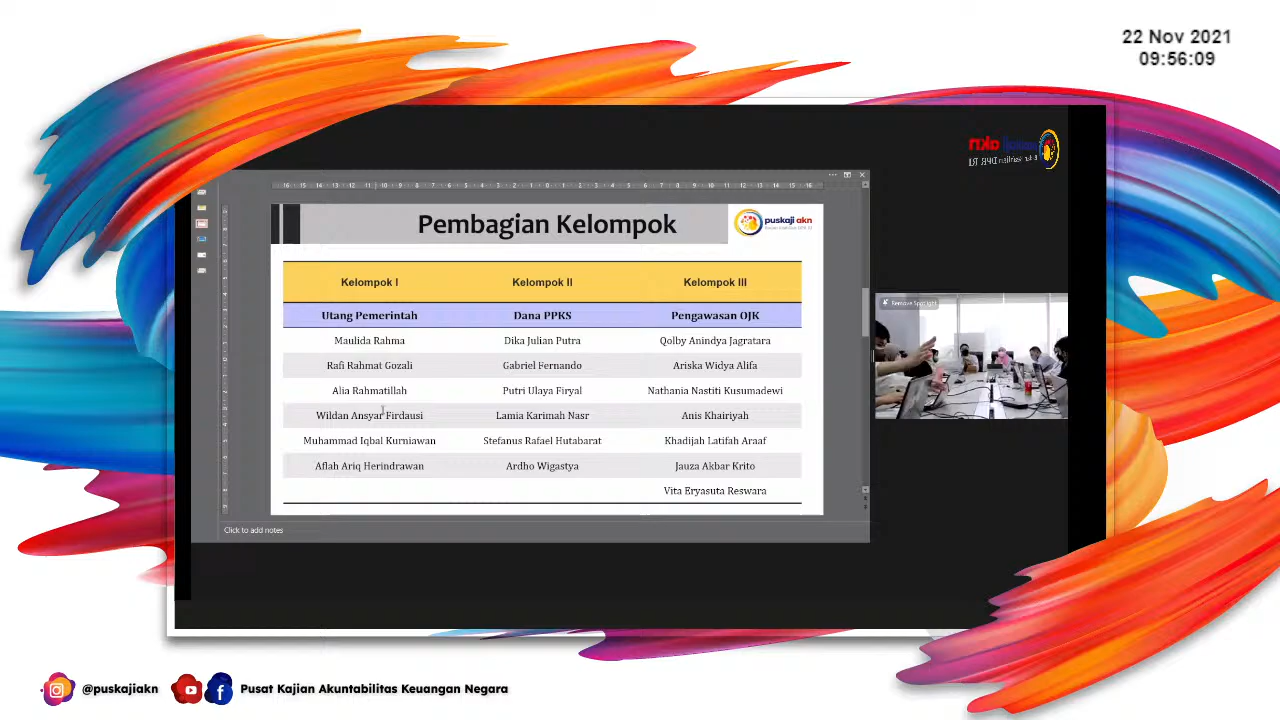 22 Nov 2021
09:56:09
Pembagian Kelompok
puskaji akn
Kelompok I Kelompok II Kelompok III
Utang Pemerintah Dana PPKS Pengawasan OJK
Maulida Rahma Dika Julian Putra Qolby Anindya Jagratara
Rafi Rahmat Gozali Gabriel Fernando Ariska Widya Alifa
Alia Rahmatillah Putri Ulaya Firyal Nathania Nastiti Kusumadewi
Wildan Ansyar Firdausi Lamia Karimah Nasr Anis Khairiyah
Muhammad Iqbal Kurniawan Stefanus Rafael Hutabarat Khadijah Latifah Araaf
Aflah Ariq Herindrawan Ardho Wigastya Jauza Akbar Krito
Vita Eryasuta Reswara
Click to add notes
Remove Spotlight
@puskajiakn
Pusat Kajian Akuntabilitas Keuangan Negara